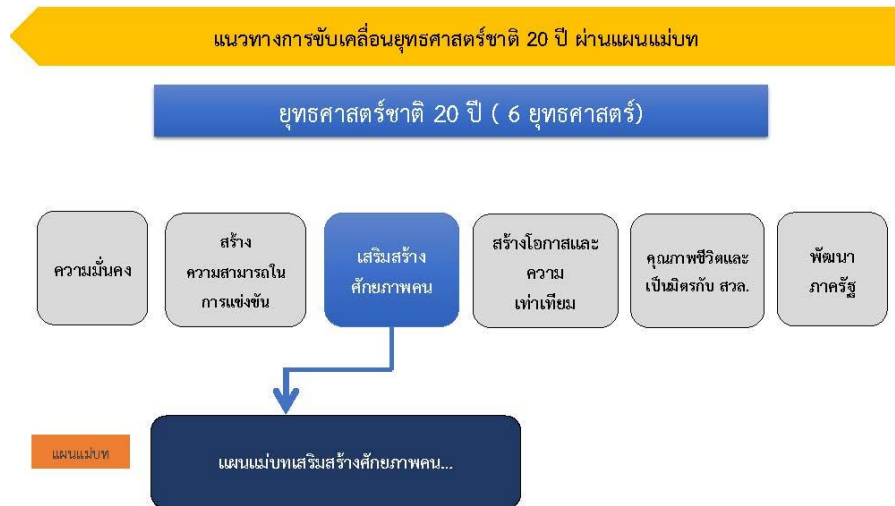 แนวทางการขับเคลื่อนยุทธศาสตร์ชาติ 20 ปี ผ่านแผนแม่บท
ยุทธศาสตร์ชาติ 20 ปี ( 6 ยุทธศาสตร์)
ความมั่นคง
สร้าง
ความสามารถใน
การแข่งขัน
เสริมสร้าง
ศักยภาพคน
สร้างโอกาสและ
ความ
เท่าเทียม
คุณภาพชีวิตและ
เป็นมิตรกับ สวล.
พัฒนา
ภาครัฐ
แผนแม่บท
แผนแม่บทเสริมสร้างศักยภาพคน...